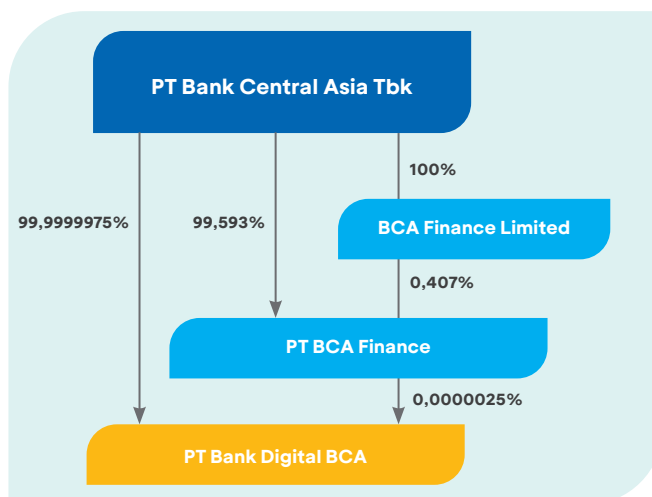 PT Bank Central Asia Tbk
100%
99,9999975%
99,593%
BCA Finance Limited
0,407%
PT BCA Finance
0,0000025%
PT Bank Digital BCA